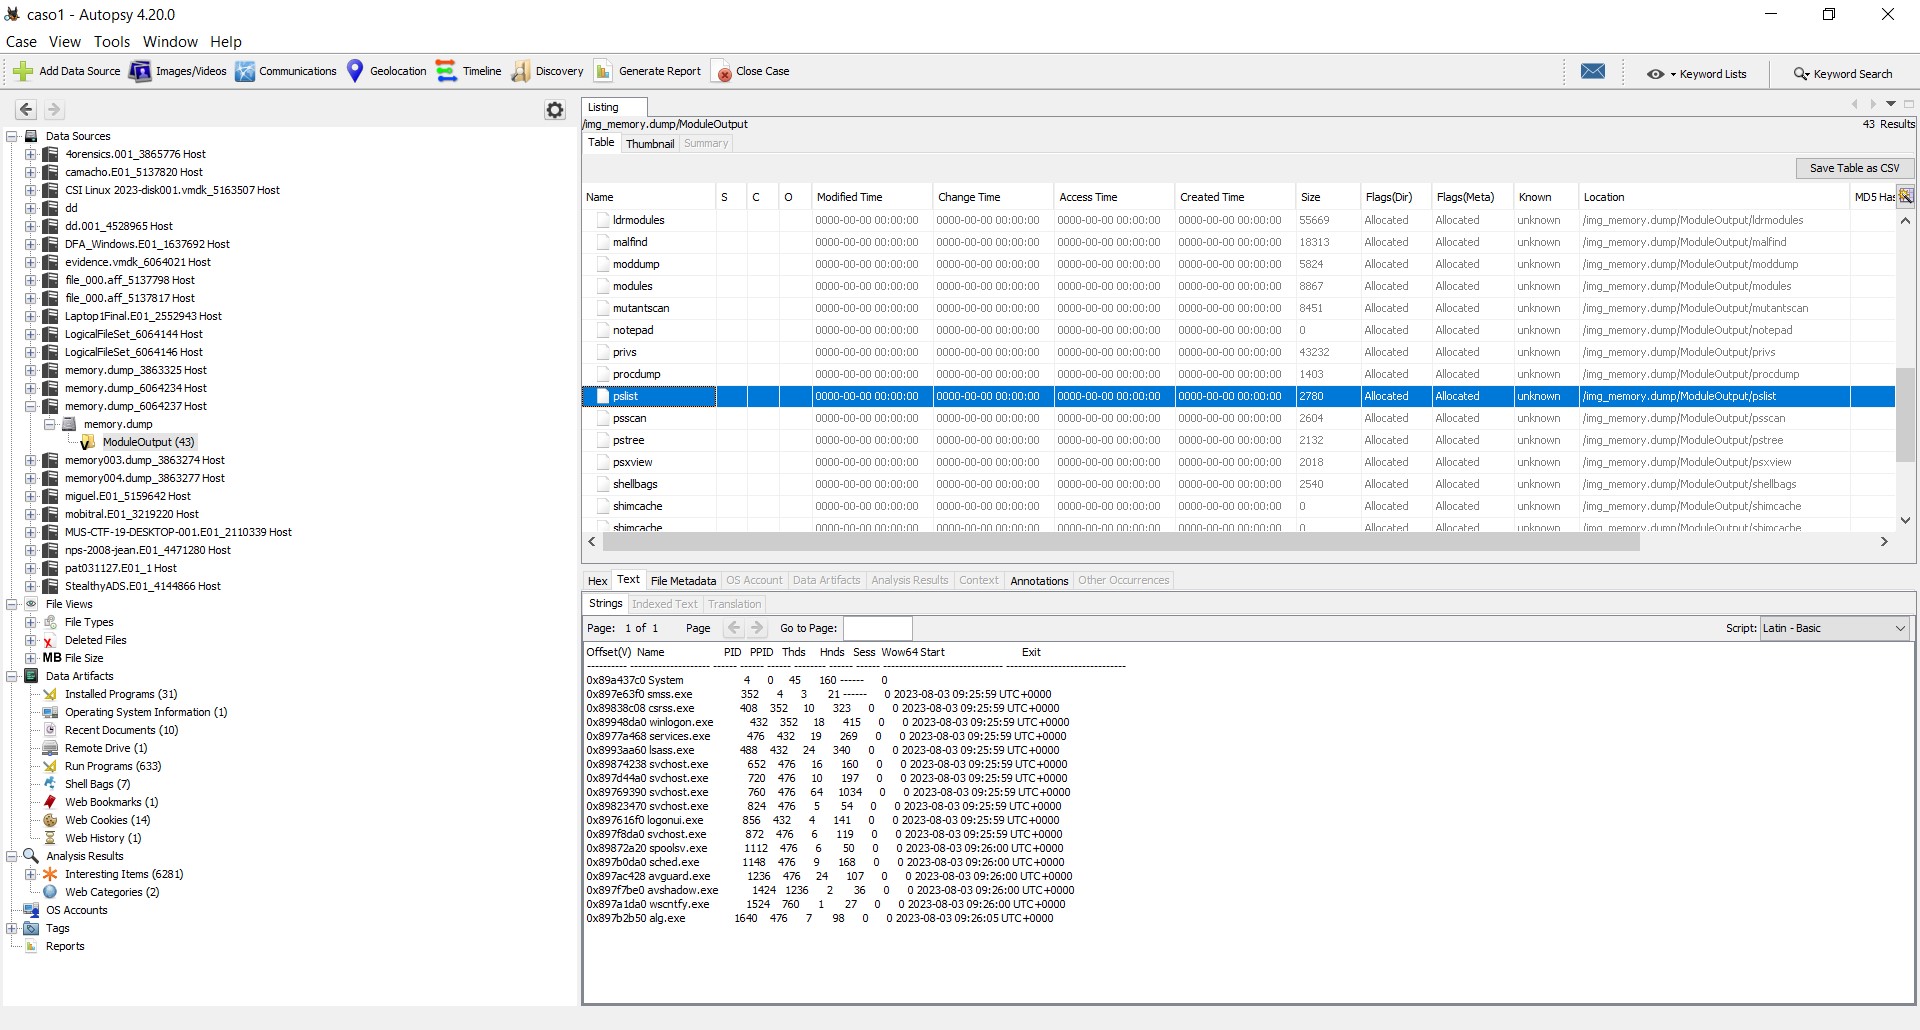 caso1 - Autopsy 4.20.0
Case View Tools Window Help
Add Data Source Images/Videos Communications Geolocation Timeline Discovery Generate Report Close Case Keyword Lists Keyword Search
Data Sources
4orensics.001_3865776 Host
camacho.E01_5137820 Host
CSI Linux 2023-disk001.vmdk_5163507 Host
dd
dd.001_4528965 Host
DFA_Windows.E01_1637692 Host
evidence.vmdk_6064021 Host
file_000.aff_5137798 Host
file_000.aff_5137817 Host
Laptop1Final.E01_2552943 Host
LogicalFileSet_6064144 Host
LogicalFileSet_6064146 Host
memory.dump_3863325 Host
memory.dump_6064234 Host
memory.dump_6064237 Host
memory.dump
ModuleOutput (43)
memory003.dump_3863274 Host
memory004.dump_3863277 Host
miguel.E01_5159642 Host
mobitral.E01_3219220 Host
MUS-CTF-19-DESKTOP-001.E01_2110339 Host
nps-2008-jean.E01_4471280 Host
pat031127.E01_1 Host
StealthyADS.E01_4144866 Host
File Views
File Types
Deleted Files
MB File Size
Data Artifacts
Installed Programs (31)
Operating System Information (1)
Recent Documents (10)
Remote Drive (1)
Run Programs (633)
Shell Bags (7)
Web Bookmarks (1)
Web Cookies (14)
Web History (1)
Analysis Results
Interesting Items (6281)
Web Categories (2)
OS Accounts
Tags
Reports
Listing
/img_memory.dump/ModuleOutput 43 Results
Table Thumbnail Summary
Save Table as CSV
Name S C O Modified Time Change Time Access Time Created Time Size Flags(Dir) Flags(Meta) Known Location MD5 Has
ldrmodules 0000-00-00 00:00:00 0000-00-00 00:00:00 0000-00-00 00:00:00 0000-00-00 00:00:00 55669 Allocated Allocated unknown /img_memory.dump/ModuleOutput/ldrmodules
malfind 0000-00-00 00:00:00 0000-00-00 00:00:00 0000-00-00 00:00:00 0000-00-00 00:00:00 18313 Allocated Allocated unknown /img_memory.dump/ModuleOutput/malfind
moddump 0000-00-00 00:00:00 0000-00-00 00:00:00 0000-00-00 00:00:00 0000-00-00 00:00:00 5824 Allocated Allocated unknown /img_memory.dump/ModuleOutput/moddump
modules 0000-00-00 00:00:00 0000-00-00 00:00:00 0000-00-00 00:00:00 0000-00-00 00:00:00 8867 Allocated Allocated unknown /img_memory.dump/ModuleOutput/modules
mutantscan 0000-00-00 00:00:00 0000-00-00 00:00:00 0000-00-00 00:00:00 0000-00-00 00:00:00 8451 Allocated Allocated unknown /img_memory.dump/ModuleOutput/mutantscan
notepad 0000-00-00 00:00:00 0000-00-00 00:00:00 0000-00-00 00:00:00 0000-00-00 00:00:00 0 Allocated Allocated unknown /img_memory.dump/ModuleOutput/notepad
privs 0000-00-00 00:00:00 0000-00-00 00:00:00 0000-00-00 00:00:00 0000-00-00 00:00:00 43232 Allocated Allocated unknown /img_memory.dump/ModuleOutput/privs
procdump 0000-00-00 00:00:00 0000-00-00 00:00:00 0000-00-00 00:00:00 0000-00-00 00:00:00 1403 Allocated Allocated unknown /img_memory.dump/ModuleOutput/procdump
pslist 0000-00-00 00:00:00 0000-00-00 00:00:00 0000-00-00 00:00:00 0000-00-00 00:00:00 2780 Allocated Allocated unknown /img_memory.dump/ModuleOutput/pslist
psscan 0000-00-00 00:00:00 0000-00-00 00:00:00 0000-00-00 00:00:00 0000-00-00 00:00:00 2604 Allocated Allocated unknown /img_memory.dump/ModuleOutput/psscan
pstree 0000-00-00 00:00:00 0000-00-00 00:00:00 0000-00-00 00:00:00 0000-00-00 00:00:00 2132 Allocated Allocated unknown /img_memory.dump/ModuleOutput/pstree
psxview 0000-00-00 00:00:00 0000-00-00 00:00:00 0000-00-00 00:00:00 0000-00-00 00:00:00 2018 Allocated Allocated unknown /img_memory.dump/ModuleOutput/psxview
shellbags 0000-00-00 00:00:00 0000-00-00 00:00:00 0000-00-00 00:00:00 0000-00-00 00:00:00 2540 Allocated Allocated unknown /img_memory.dump/ModuleOutput/shellbags
shimcache 0000-00-00 00:00:00 0000-00-00 00:00:00 0000-00-00 00:00:00 0000-00-00 00:00:00 0 Allocated Allocated unknown /img_memory.dump/ModuleOutput/shimcache
shimcache 0000-00-00 00:00:00 0000-00-00 00:00:00 0000-00-00 00:00:00 0000-00-00 00:00:00 0 Allocated Allocated unknown /img_memory.dump/ModuleOutput/shimcache
Hex Text File Metadata OS Account Data Artifacts Analysis Results Context Annotations Other Occurrences
Strings Indexed Text Translation
Page: 1 of 1 Page Go to Page: Script: Latin - Basic
Offset(V) Name PID PPID Thds Hnds Sess Wow64 Start Exit
---------- -------------------- ------ ------ ------ -------- ------ ------ ------------------------------ ------------------------------
0x89a437c0 System 4 0 45 160 ------ 0
0x897e63f0 smss.exe 352 4 3 21 ------ 0 2023-08-03 09:25:59 UTC+0000
0x89838c08 csrss.exe 408 352 10 323 0 0 2023-08-03 09:25:59 UTC+0000
0x89948da0 winlogon.exe 432 352 18 415 0 0 2023-08-03 09:25:59 UTC+0000
0x8977a468 services.exe 476 432 19 269 0 0 2023-08-03 09:25:59 UTC+0000
0x8993aa60 lsass.exe 488 432 24 340 0 0 2023-08-03 09:25:59 UTC+0000
0x89874238 svchost.exe 652 476 16 160 0 0 2023-08-03 09:25:59 UTC+0000
0x897d44a0 svchost.exe 720 476 10 197 0 0 2023-08-03 09:25:59 UTC+0000
0x89769390 svchost.exe 760 476 64 1034 0 0 2023-08-03 09:25:59 UTC+0000
0x89823470 svchost.exe 824 476 5 54 0 0 2023-08-03 09:25:59 UTC+0000
0x897616f0 logonui.exe 856 432 4 141 0 0 2023-08-03 09:25:59 UTC+0000
0x897f8da0 svchost.exe 872 476 6 119 0 0 2023-08-03 09:25:59 UTC+0000
0x89872a20 spoolsv.exe 1112 476 6 50 0 0 2023-08-03 09:26:00 UTC+0000
0x897b0da0 sched.exe 1148 476 9 168 0 0 2023-08-03 09:26:00 UTC+0000
0x897ac428 avguard.exe 1236 476 24 107 0 0 2023-08-03 09:26:00 UTC+0000
0x897f7be0 avshadow.exe 1424 1236 2 36 0 0 2023-08-03 09:26:00 UTC+0000
0x897a1da0 wscntfy.exe 1524 760 1 27 0 0 2023-08-03 09:26:00 UTC+0000
0x897b2b50 alg.exe 1640 476 7 98 0 0 2023-08-03 09:26:05 UTC+0000